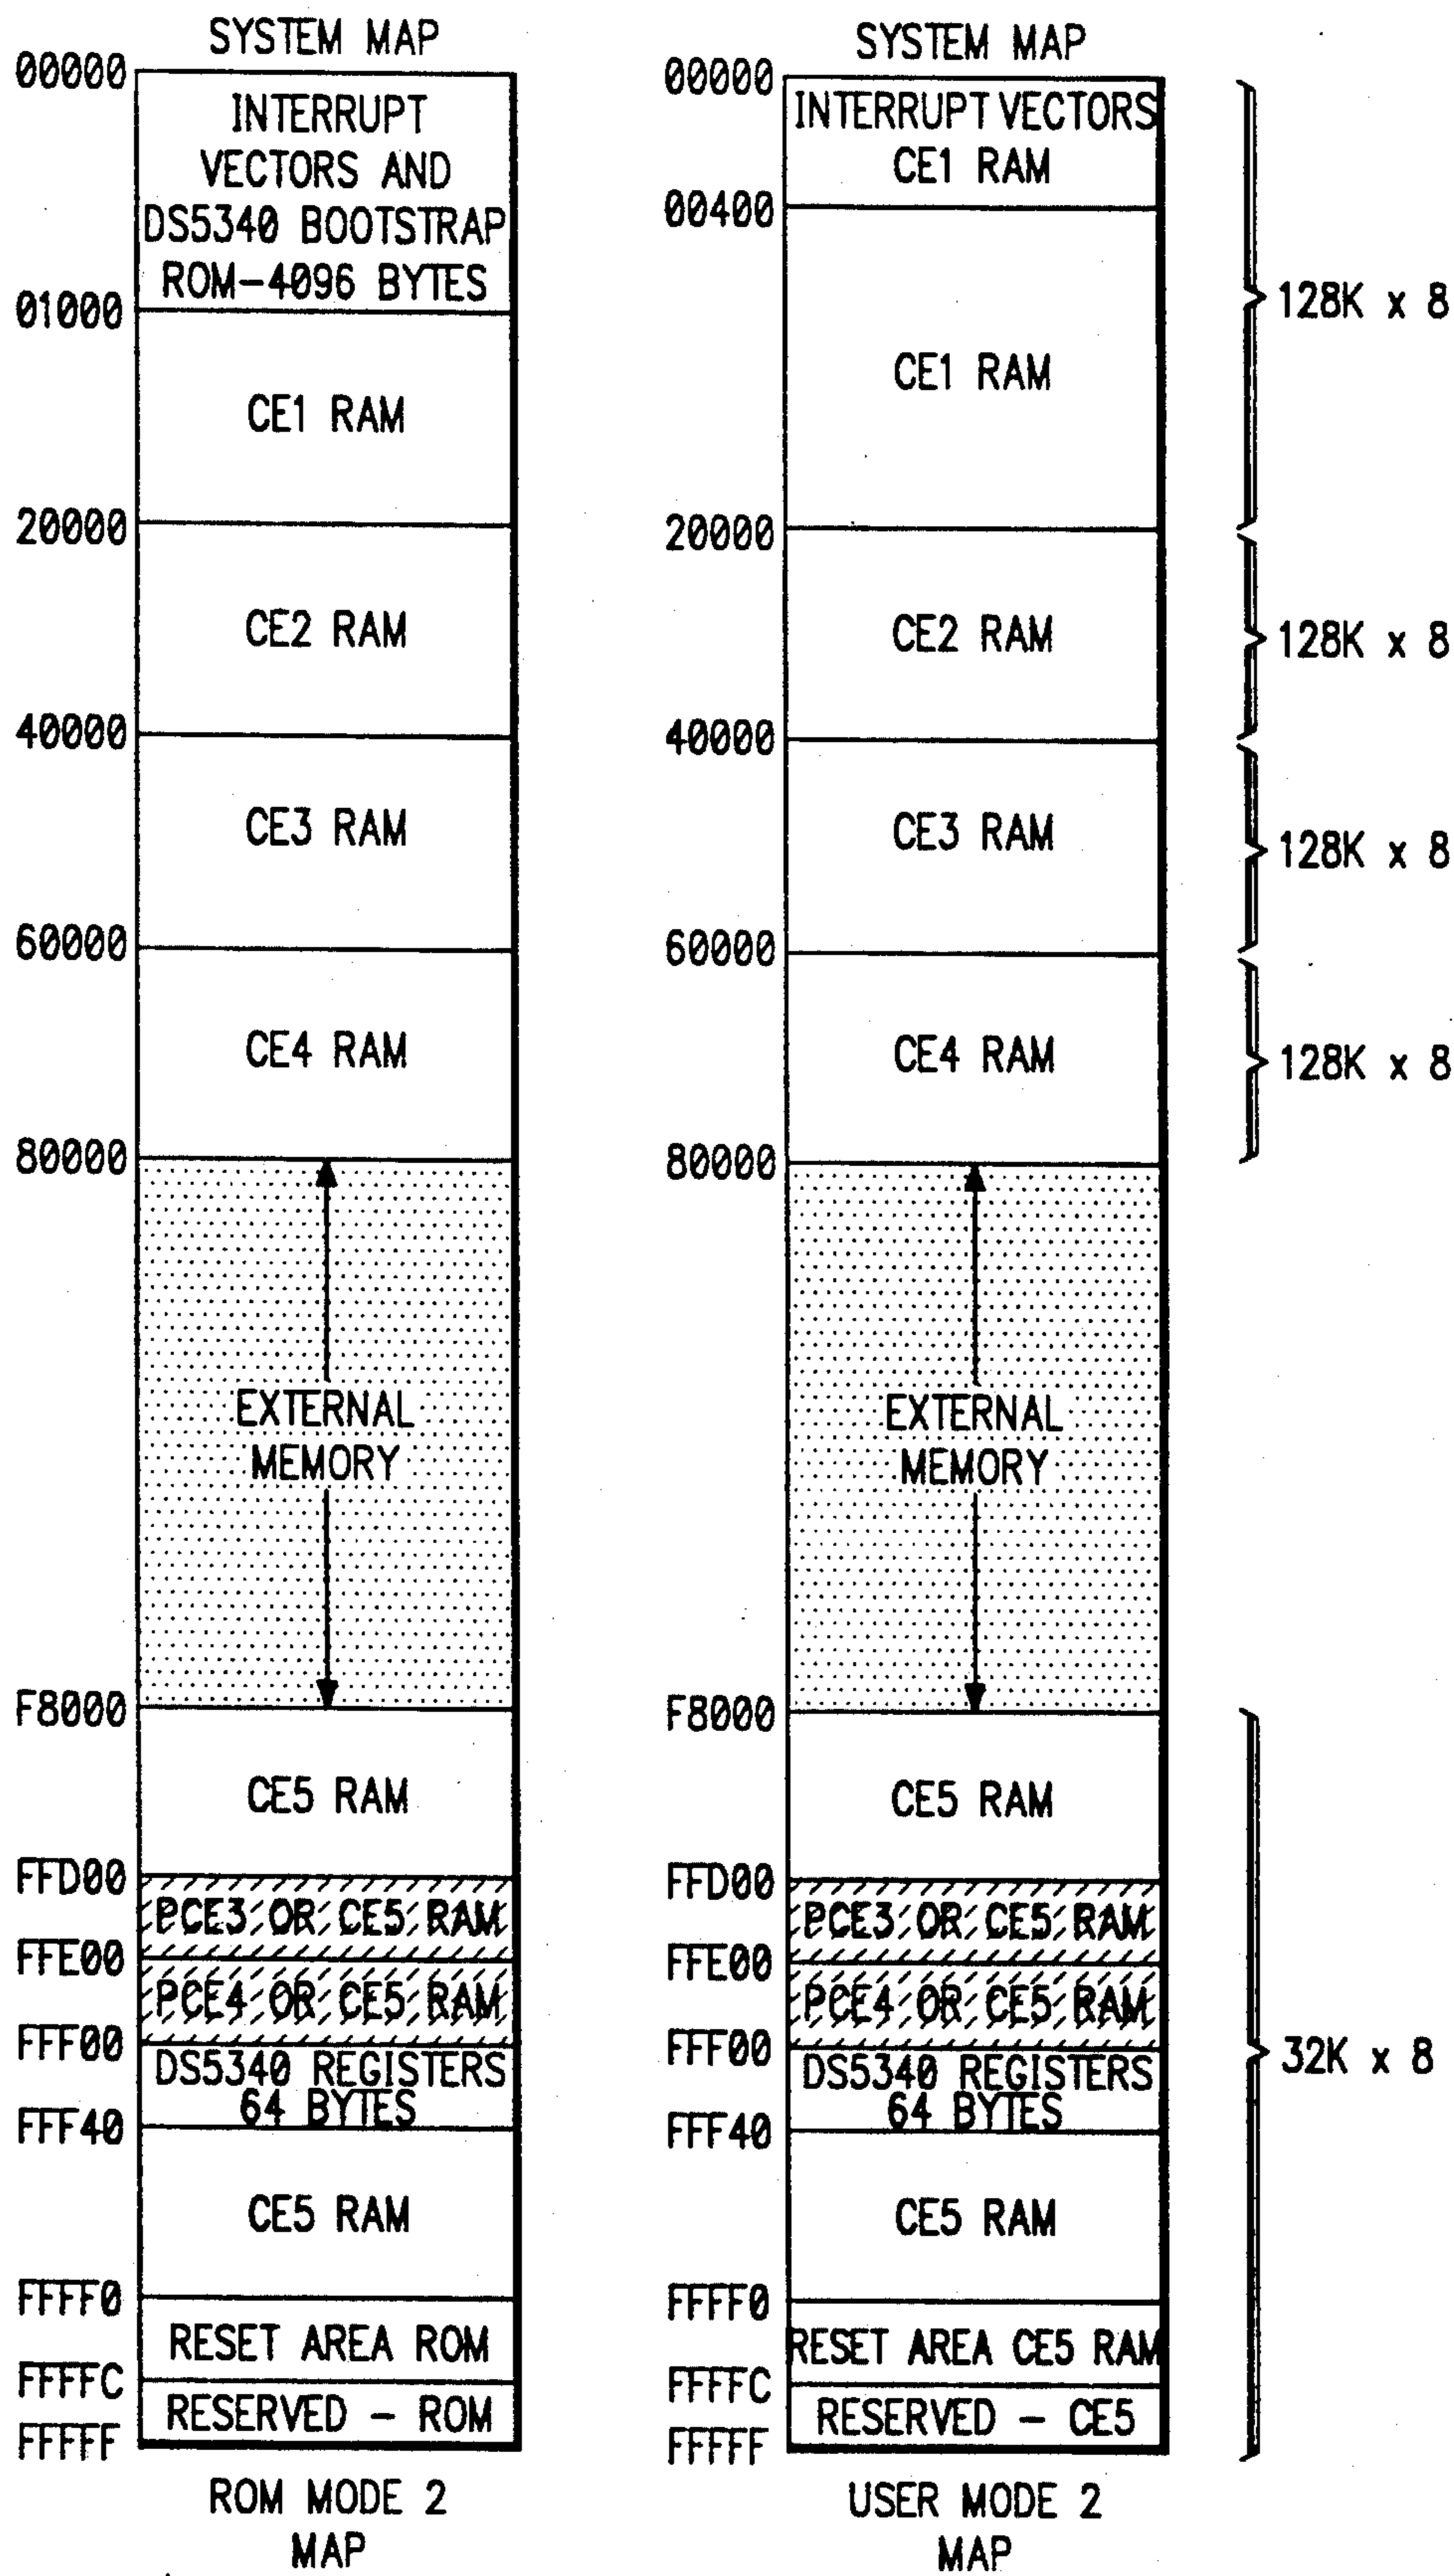 SYSTEM MAP
00000
INTERRUPT
VECTORS AND
DS5340 BOOTSTRAP
ROM-4096 BYTES
01000
CE1 RAM
20000
CE2 RAM
40000
CE3 RAM
60000
CE4 RAM
80000
EXTERNAL
MEMORY
F8000
CE5 RAM
FFD00
PCE3 OR CE5 RAM
FFE00
PCE4 OR CE5 RAM
FFF00
DS5340 REGISTERS
64 BYTES
FFF40
CE5 RAM
FFFF0
RESET AREA ROM
FFFFC
RESERVED - ROM
FFFFF
ROM MODE 2
MAP
SYSTEM MAP
00000
INTERRUPT VECTORS
CE1 RAM
00400
CE1 RAM
20000
CE2 RAM
40000
CE3 RAM
60000
CE4 RAM
80000
EXTERNAL
MEMORY
F8000
CE5 RAM
FFD00
PCE3 OR CE5 RAM
FFE00
PCE4 OR CE5 RAM
FFF00
DS5340 REGISTERS
64 BYTES
FFF40
CE5 RAM
FFFF0
RESET AREA CE5 RAM
FFFFC
RESERVED - CE5
FFFFF
USER MODE 2
MAP
128K x 8
128K x 8
128K x 8
128K x 8
32K x 8